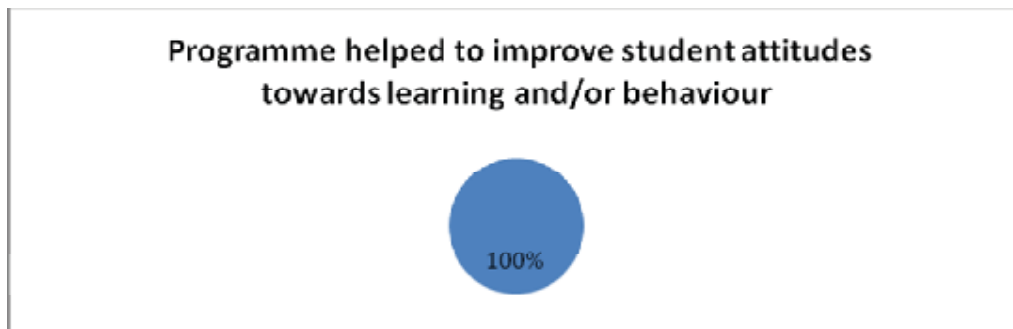 Programme helped to improve student attitudes
towards learning and/or behaviour
100%